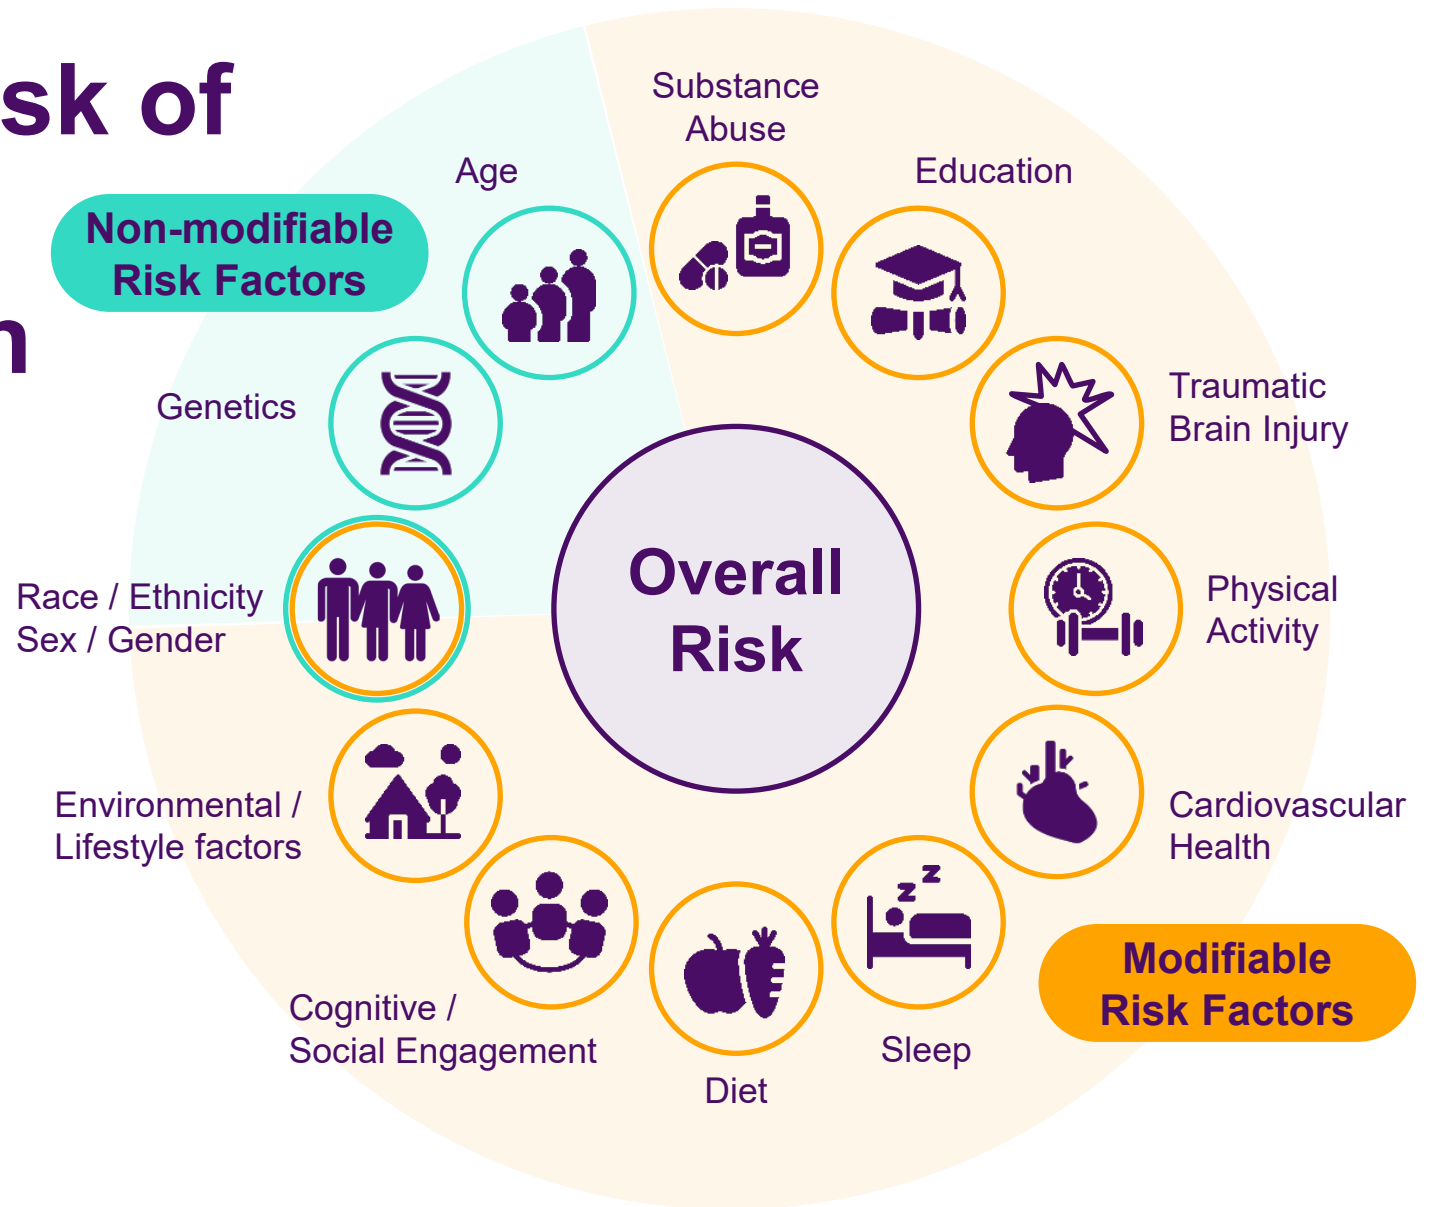 sk of
n
Non-modifiable
Risk Factors
Age
Genetics
Race / Ethnicity
Sex / Gender
Substance
Abuse
Education
Traumatic
Brain Injury
Physical
Activity
Cardiovascular
Health
Sleep
Diet
Cognitive /
Social Engagement
Environmental /
Lifestyle factors
Overall
Risk
Modifiable
Risk Factors
z z